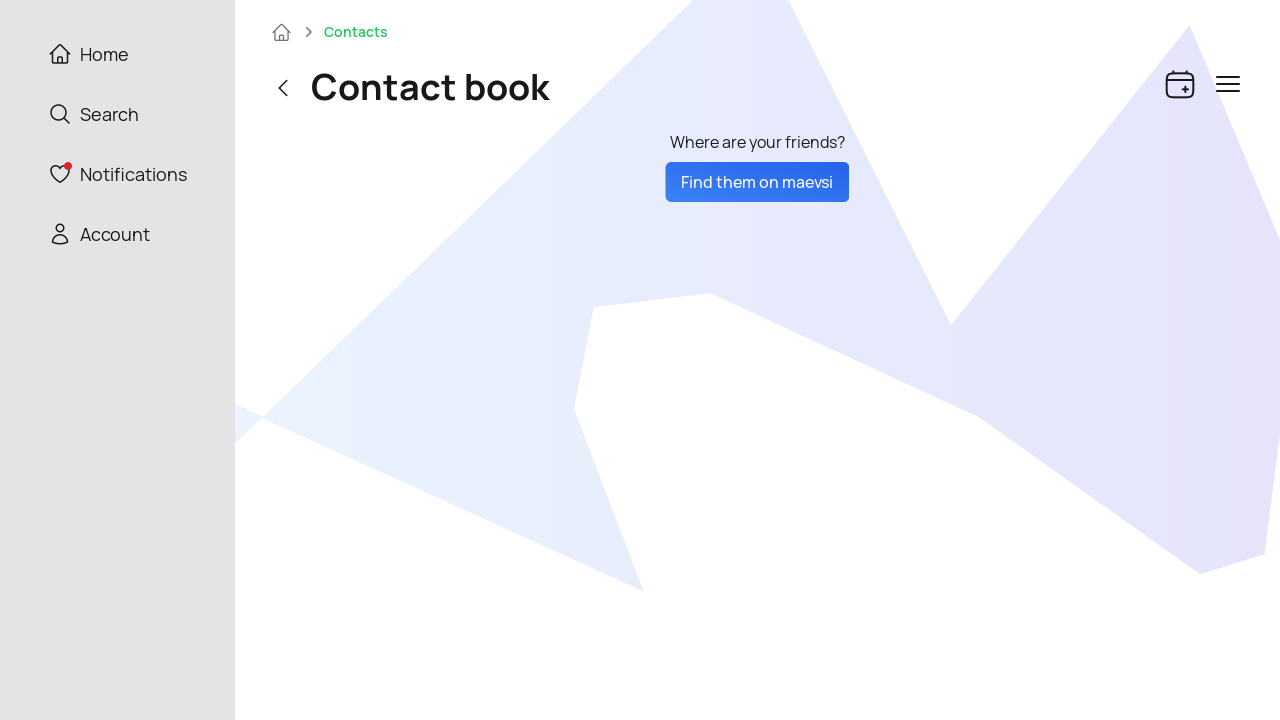 Home
Search
Notifications
Account
Contacts
Contact book
Where are your friends?
Find them on maevsi